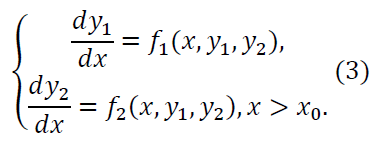 dy₁/dx = f₁(x, y₁, y₂),
(3)
dy₂/dx = f₂(x, y₁, y₂), x > x₀.